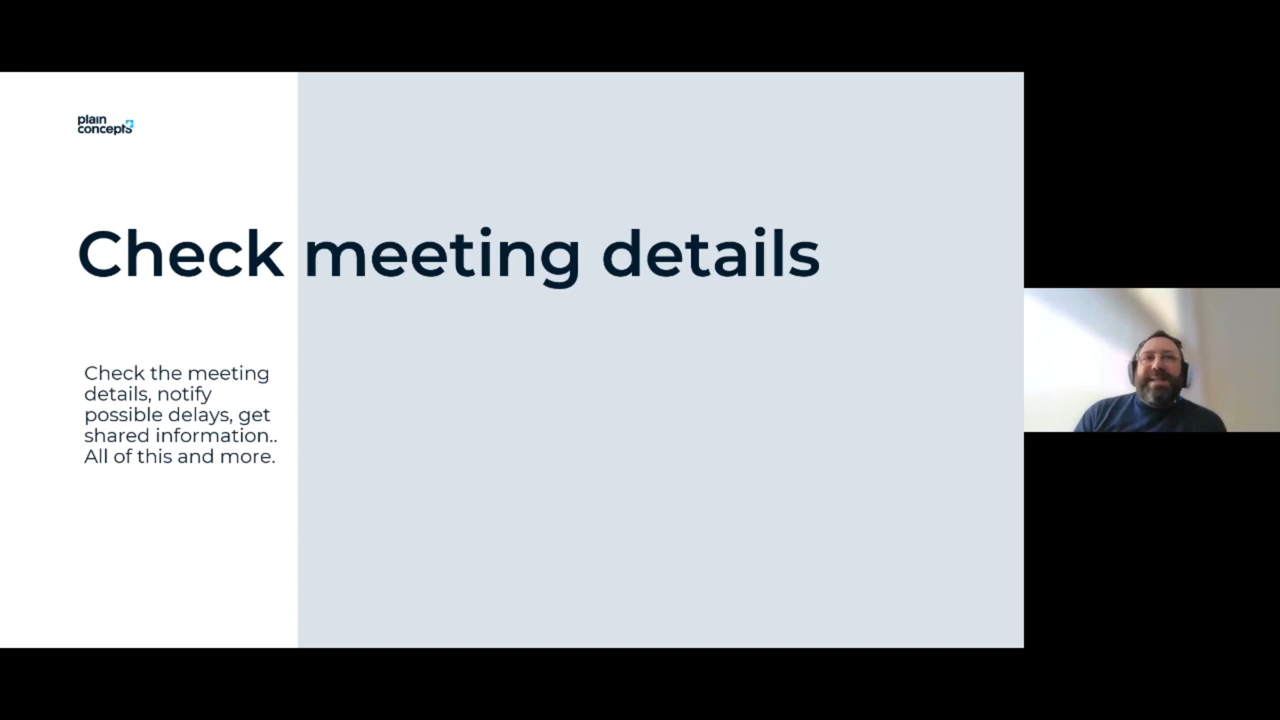 plain
concepts
Check meeting details
Check the meeting
details, notify
possible delays, get
shared information..
All of this and more.